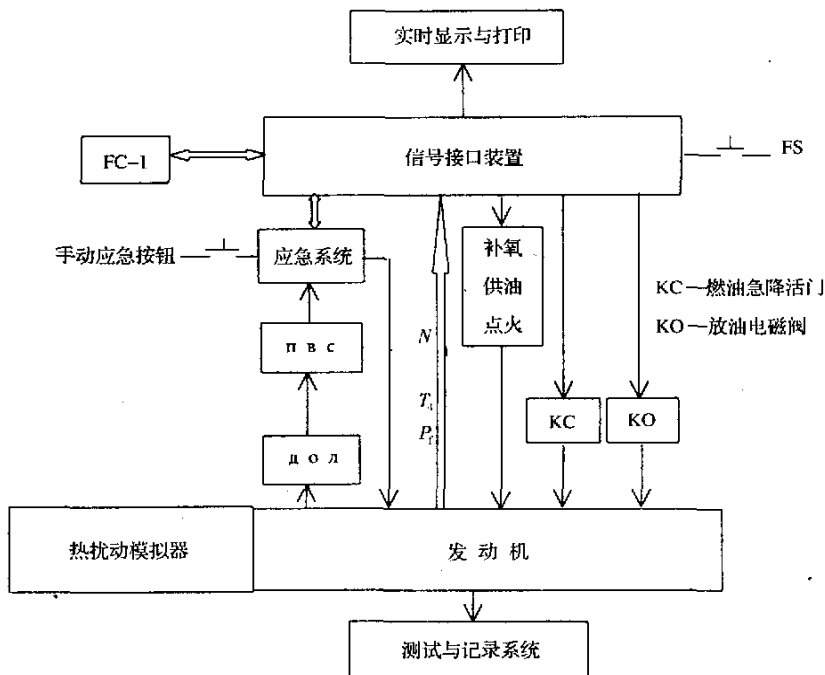 实时显示与打印
FC-1
信号接口装置
FS
手动应急按钮
应急系统
补氧
供油
点火
KC—燃油急降活门
KO—放油电磁阀
п в с
N
T₄
P_f
KC
KO
д о л
热扰动模拟器
发 动 机
测试与记录系统